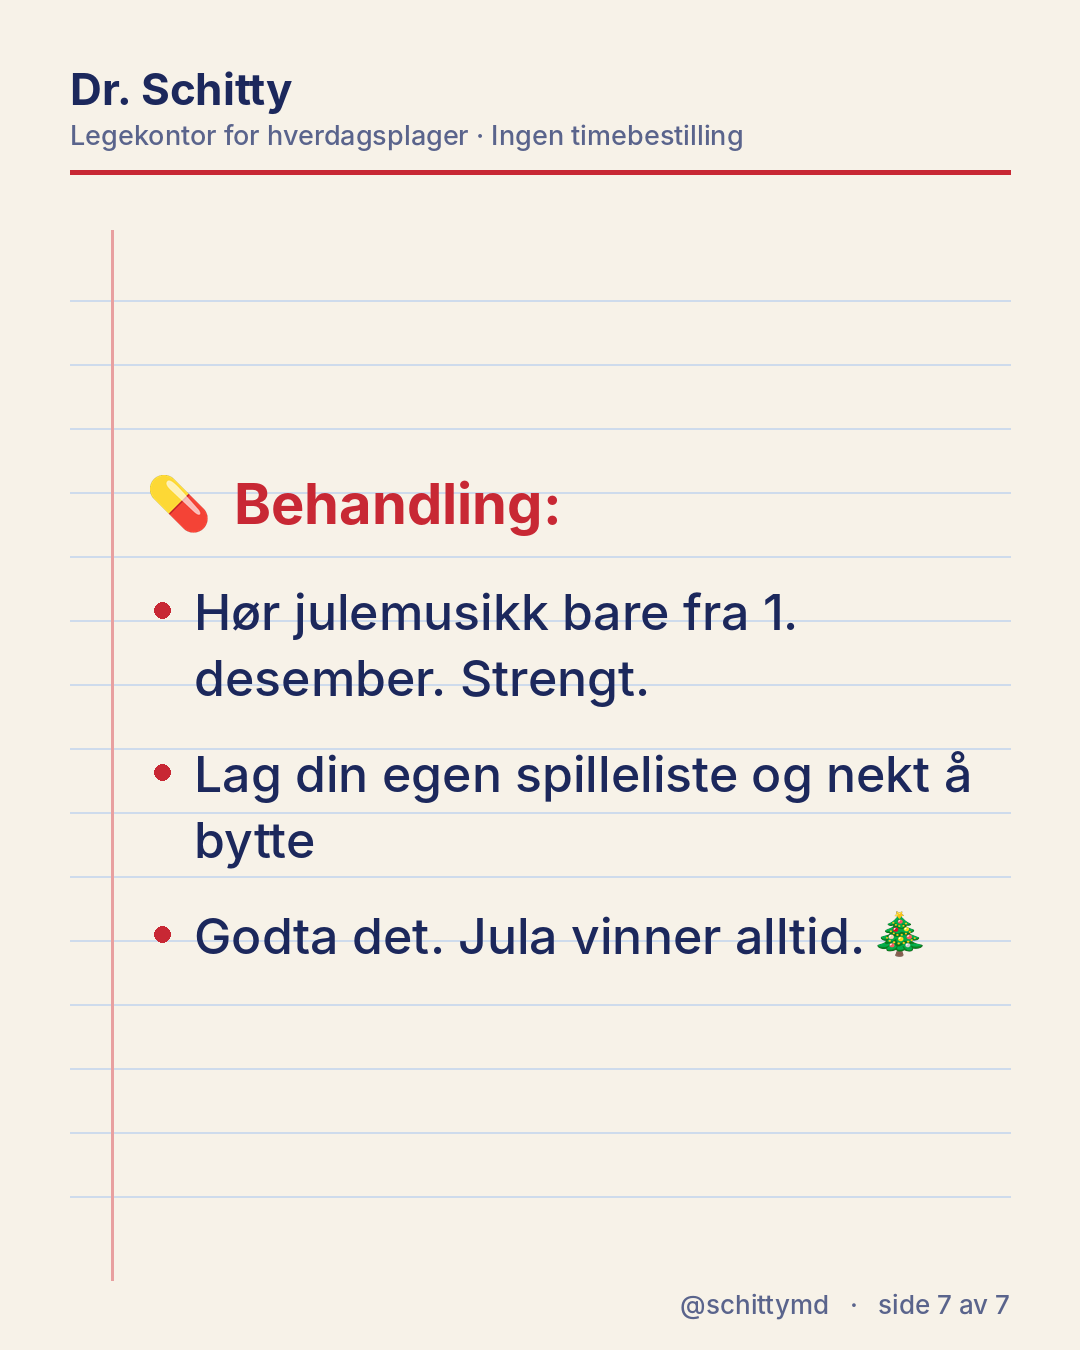 Dr. Schitty
Legekontor for hverdagsplager · Ingen timebestilling
💊 Behandling:
• Hør julemusikk bare fra 1.
desember. Strengt.
• Lag din egen spilleliste og nekt å
bytte
• Godta det. Jula vinner alltid. 🎄
@schittymd · side 7 av 7